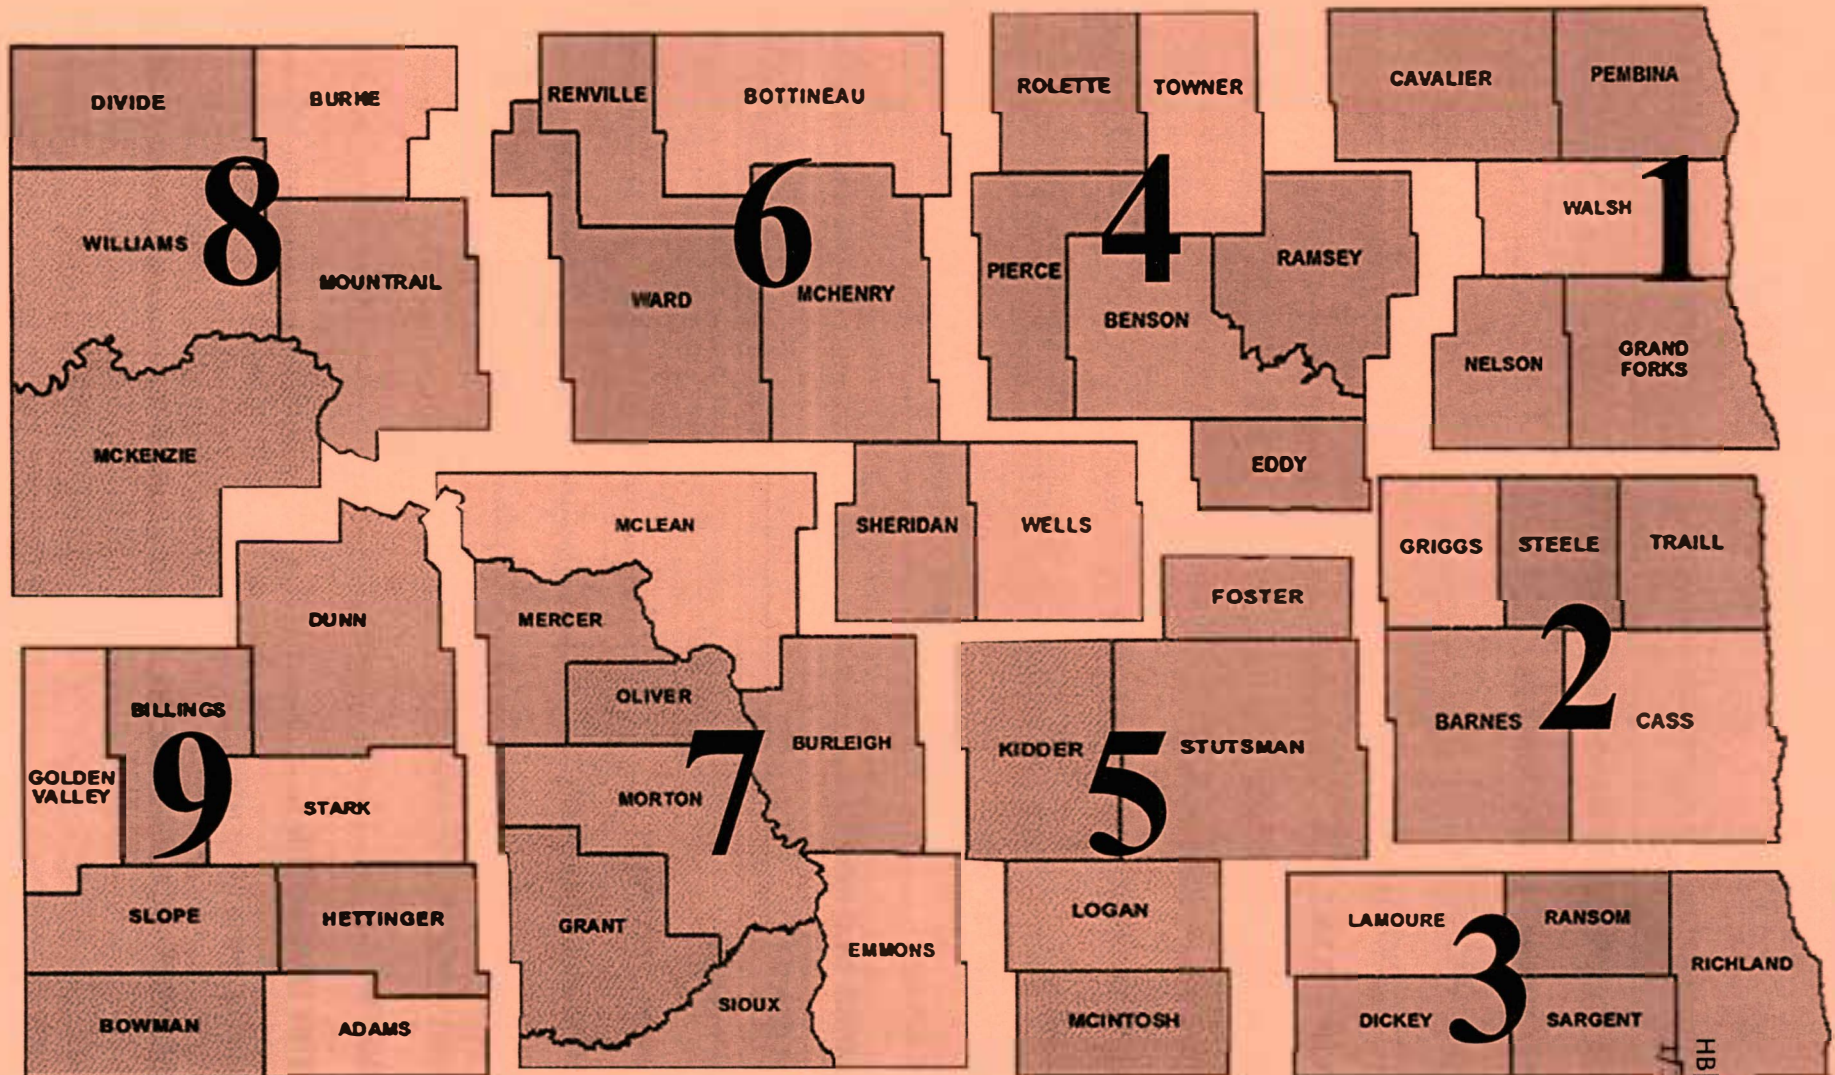 DIVIDE
BURKE
WILLIAMS
8
MOUNTRAIL
MCKENZIE
RENVILLE
BOTTINEAU
6
WARD
MCHENRY
ROLETTE
TOWNER
4
PIERCE
RAMSEY
BENSON
EDDY
CAVALIER
PEMBINA
WALSH
1
NELSON
GRAND
FORKS
MCLEAN
SHERIDAN
WELLS
GRIGGS
STEELE
TRAILL
2
BARNES
CASS
DUNN
BILLINGS
GOLDEN
VALLEY
9
STARK
SLOPE
HETTINGER
BOWMAN
ADAMS
MERCER
OLIVER
BURLEIGH
7
MORTON
GRANT
SIOUX
EMMONS
FOSTER
KIDDER
5
STUTSMAN
LOGAN
MCINTOSH
LAMOURE
RANSOM
3
RICHLAND
DICKEY
SARGENT
HB